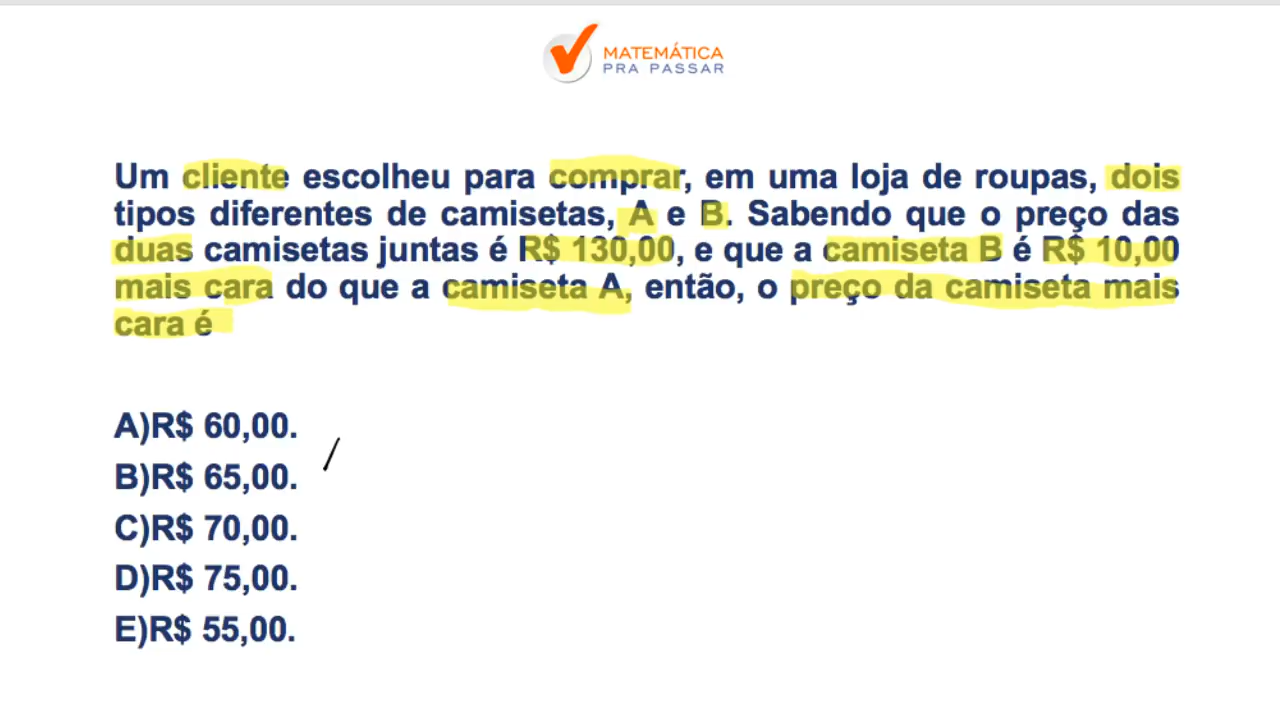 MATEMÁTICA
PRA PASSAR
Um cliente escolheu para comprar, em uma loja de roupas, dois
tipos diferentes de camisetas, A e B. Sabendo que o preço das
duas camisetas juntas é R$ 130,00, e que a camiseta B é R$ 10,00
mais cara do que a camiseta A, então, o preço da camiseta mais
cara é
A)R$ 60,00.
B)R$ 65,00.
C)R$ 70,00.
D)R$ 75,00.
E)R$ 55,00.